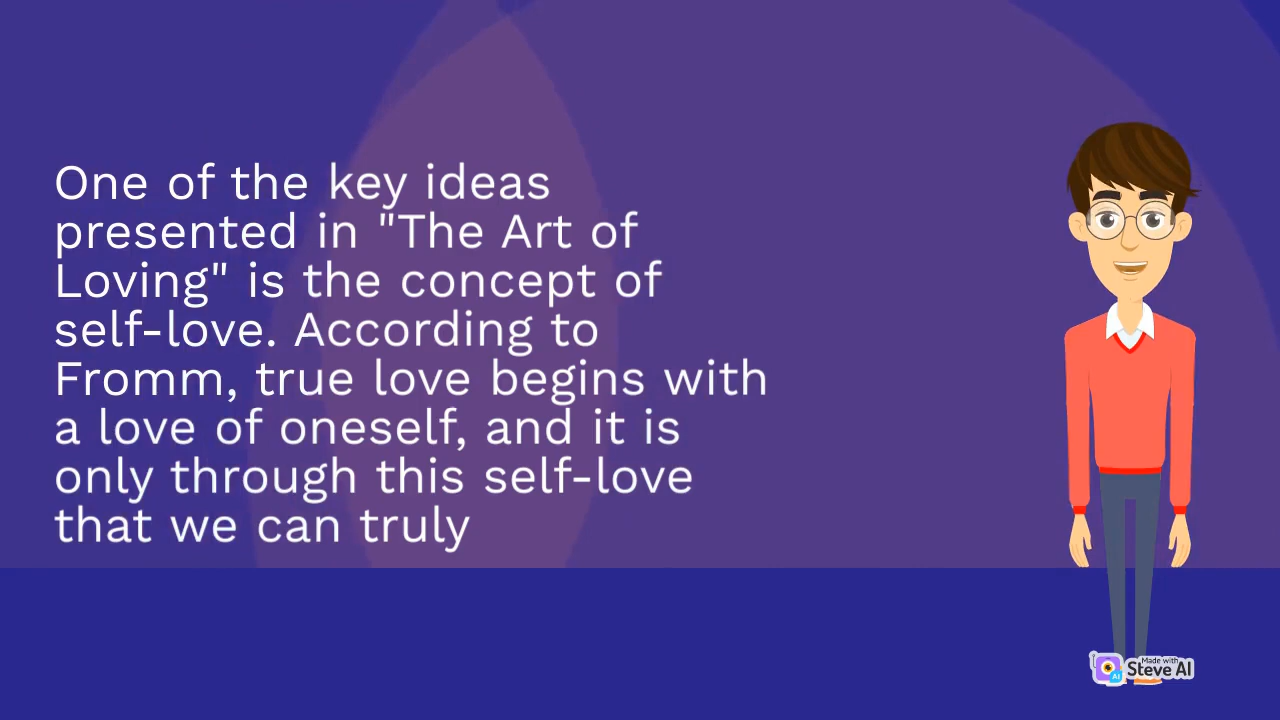 One of the key ideas
presented in "The Art of
Loving" is the concept of
self-love. According to
Fromm, true love begins with
a love of oneself, and it is
only through this self-love
that we can truly
Made with
Steve AI
AI